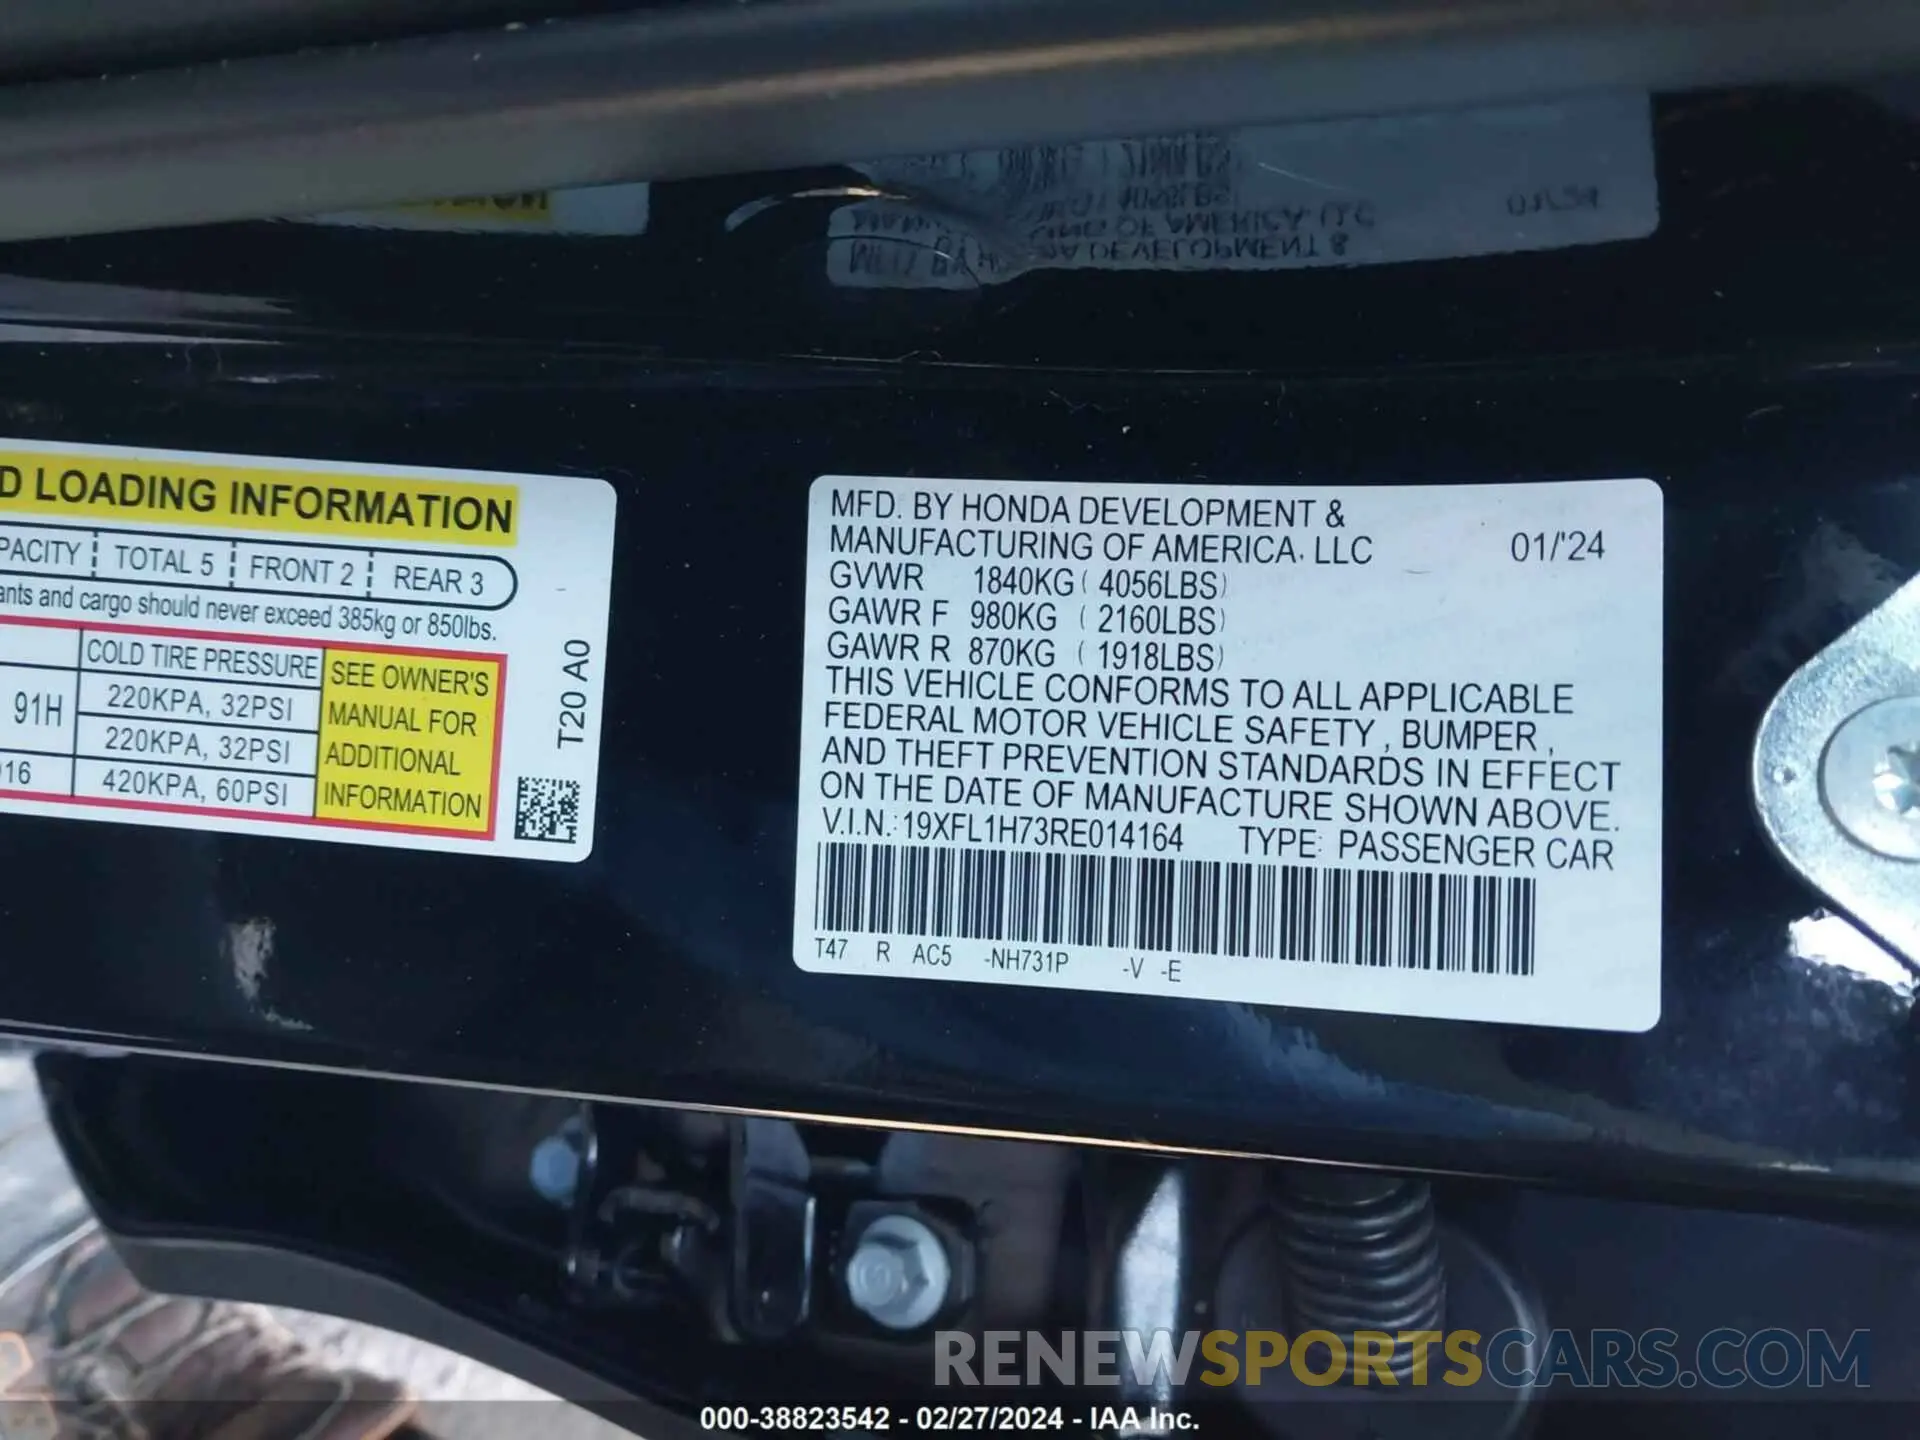 01/'24
D LOADING INFORMATION
PACITY TOTAL 5 FRONT 2 REAR 3
ants and cargo should never exceed 385kg or 850lbs.
COLD TIRE PRESSURE
91H
220KPA, 32PSI
220KPA, 32PSI
16
420KPA, 60PSI
SEE OWNER'S
MANUAL FOR
ADDITIONAL
INFORMATION
T20 A0
MFD. BY HONDA DEVELOPMENT &
MANUFACTURING OF AMERICA. LLC 01/'24
GVWR 1840KG (4056LBS)
GAWR F 980KG (2160LBS)
GAWR R 870KG (1918LBS)
THIS VEHICLE CONFORMS TO ALL APPLICABLE
FEDERAL MOTOR VEHICLE SAFETY, BUMPER,
AND THEFT PREVENTION STANDARDS IN EFFECT
ON THE DATE OF MANUFACTURE SHOWN ABOVE.
V.I.N.:19XFL1H73RE014164 TYPE: PASSENGER CAR
T47 R AC5 -NH731P -V -E
RENEWSPORTSCARS.COM
000-38823542 - 02/27/2024 - IAA Inc.